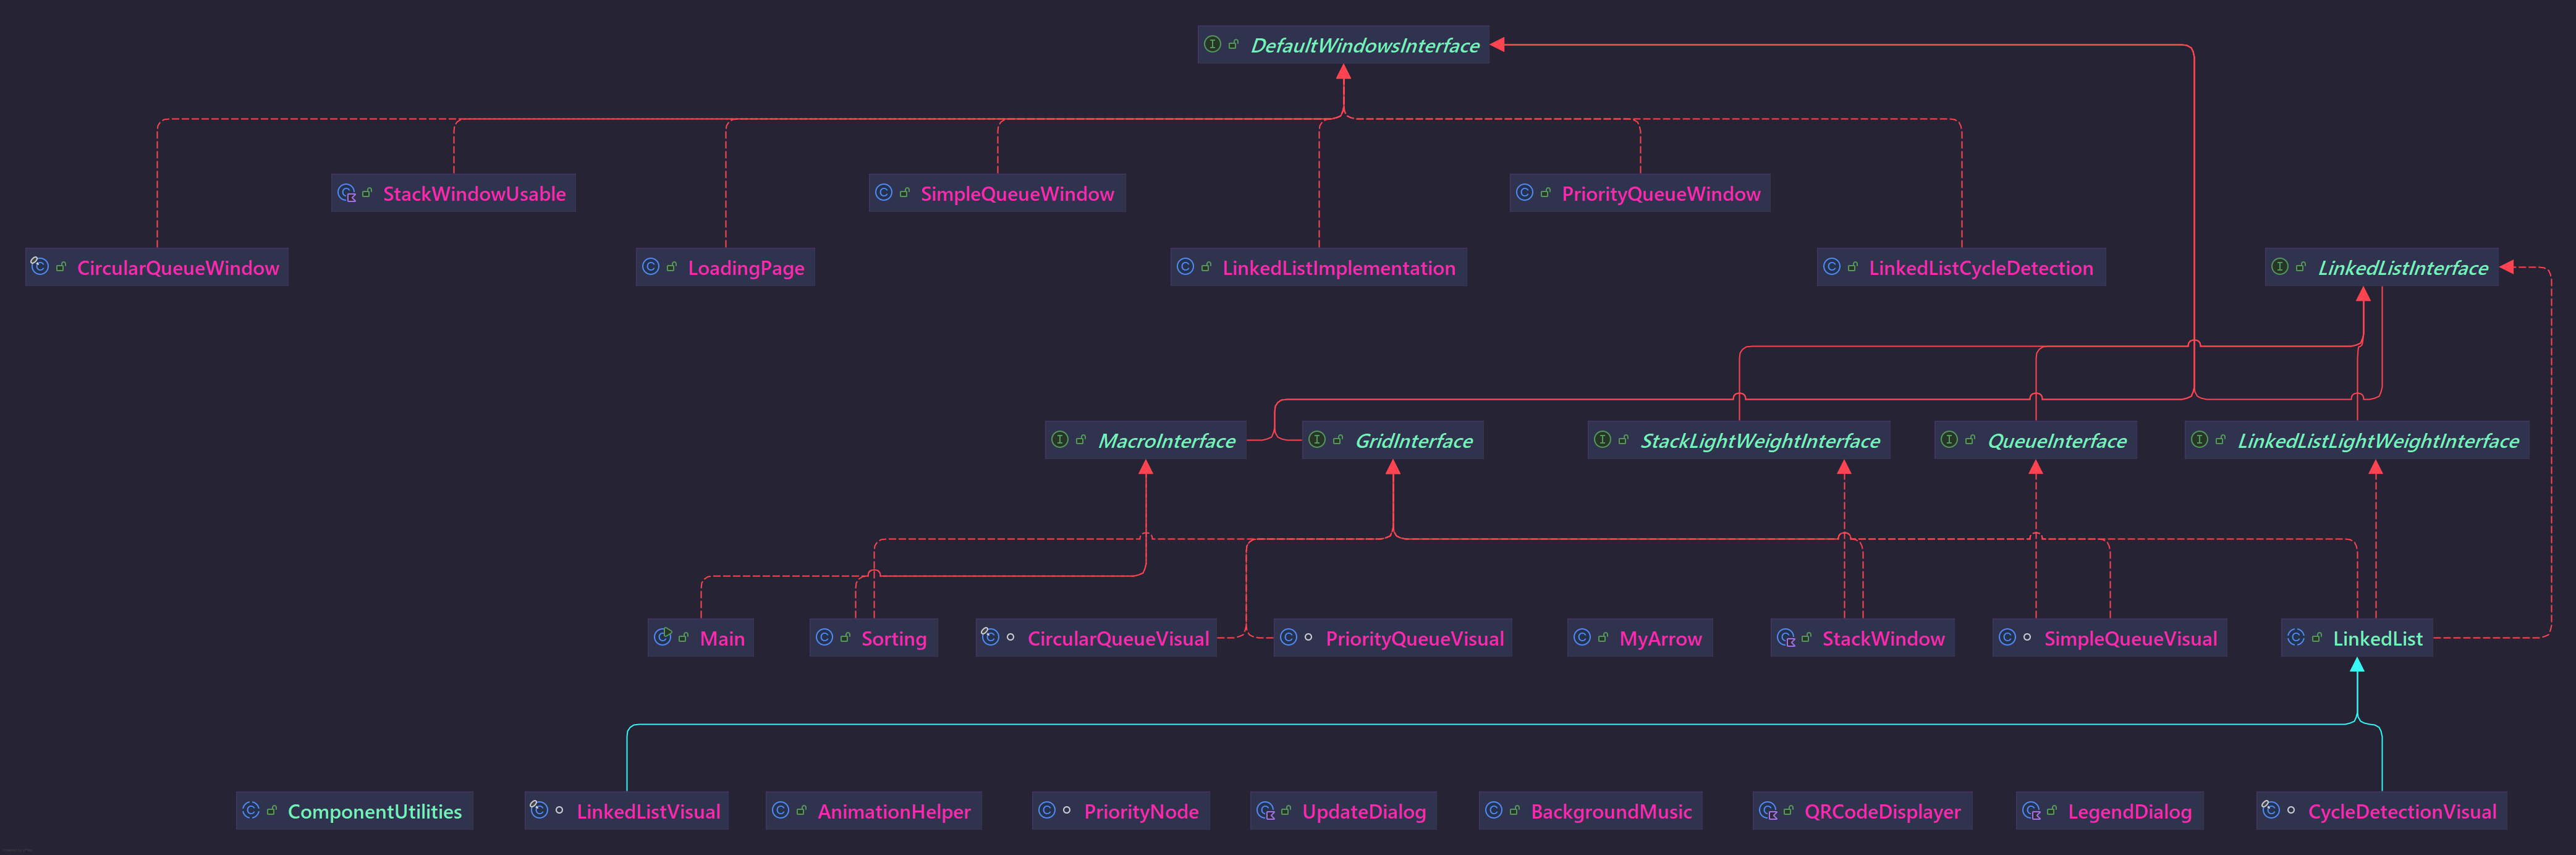 DefaultWindowsInterface
StackWindowUsable
SimpleQueueWindow
PriorityQueueWindow
CircularQueueWindow
LoadingPage
LinkedListImplementation
LinkedListCycleDetection
LinkedListInterface
MacroInterface
GridInterface
StackLightWeightInterface
QueueInterface
LinkedListLightWeightInterface
Main
Sorting
CircularQueueVisual
PriorityQueueVisual
MyArrow
StackWindow
SimpleQueueVisual
LinkedList
ComponentUtilities
LinkedListVisual
AnimationHelper
PriorityNode
UpdateDialog
BackgroundMusic
QRCodeDisplayer
LegendDialog
CycleDetectionVisual